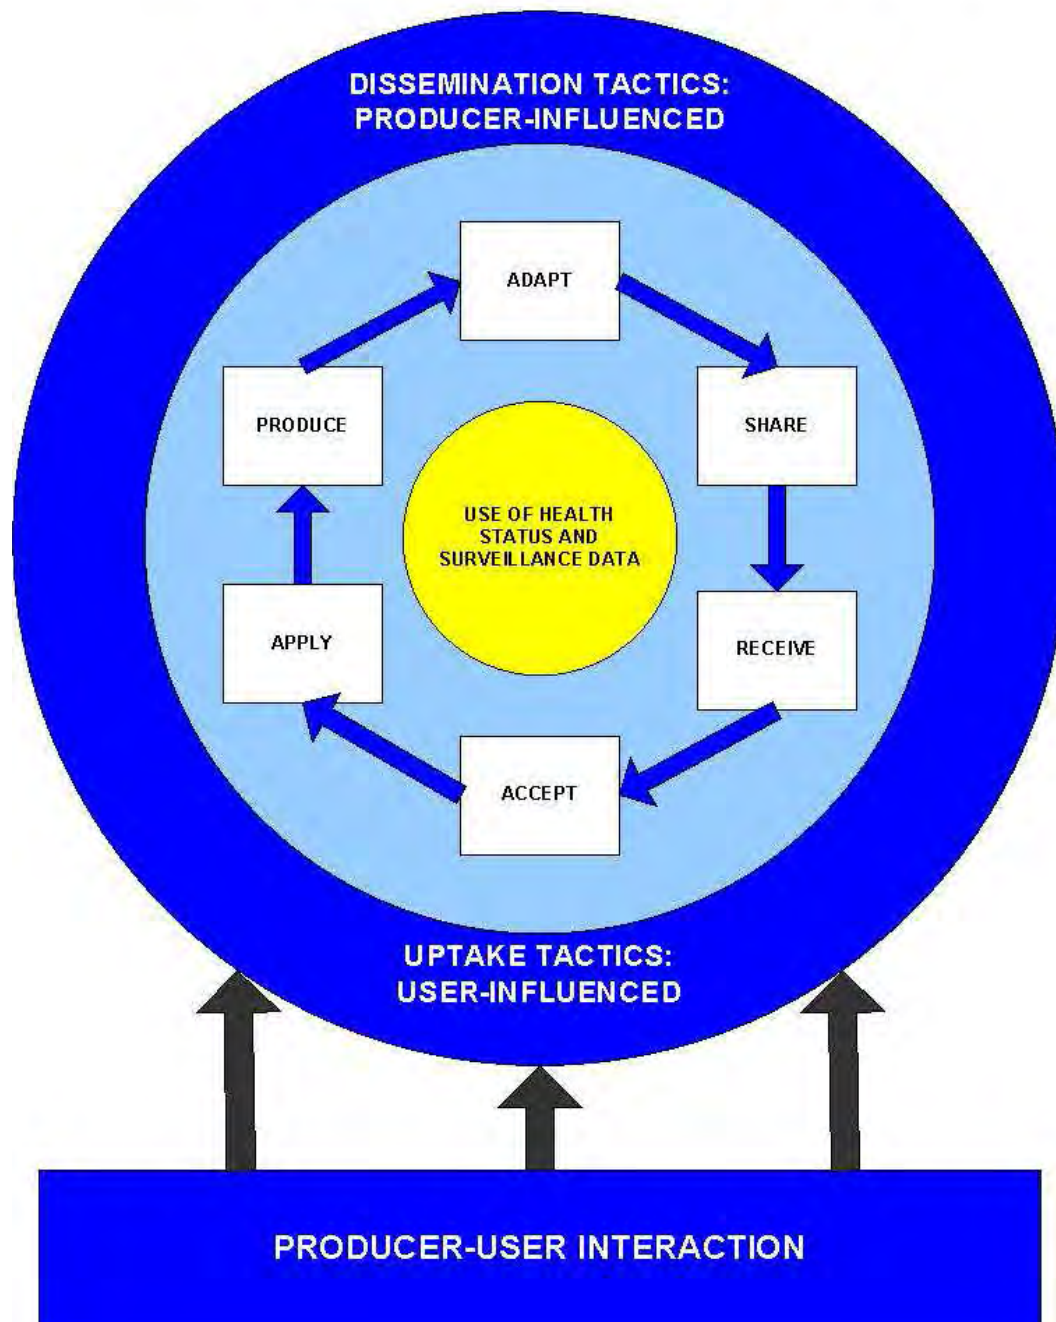 DISSEMINATION TACTICS:
PRODUCER-INFLUENCED
ADAPT
PRODUCE
SHARE
USE OF HEALTH
STATUS AND
SURVEILLANCE DATA
APPLY
RECEIVE
ACCEPT
UPTAKE TACTICS:
USER-INFLUENCED
PRODUCER-USER INTERACTION